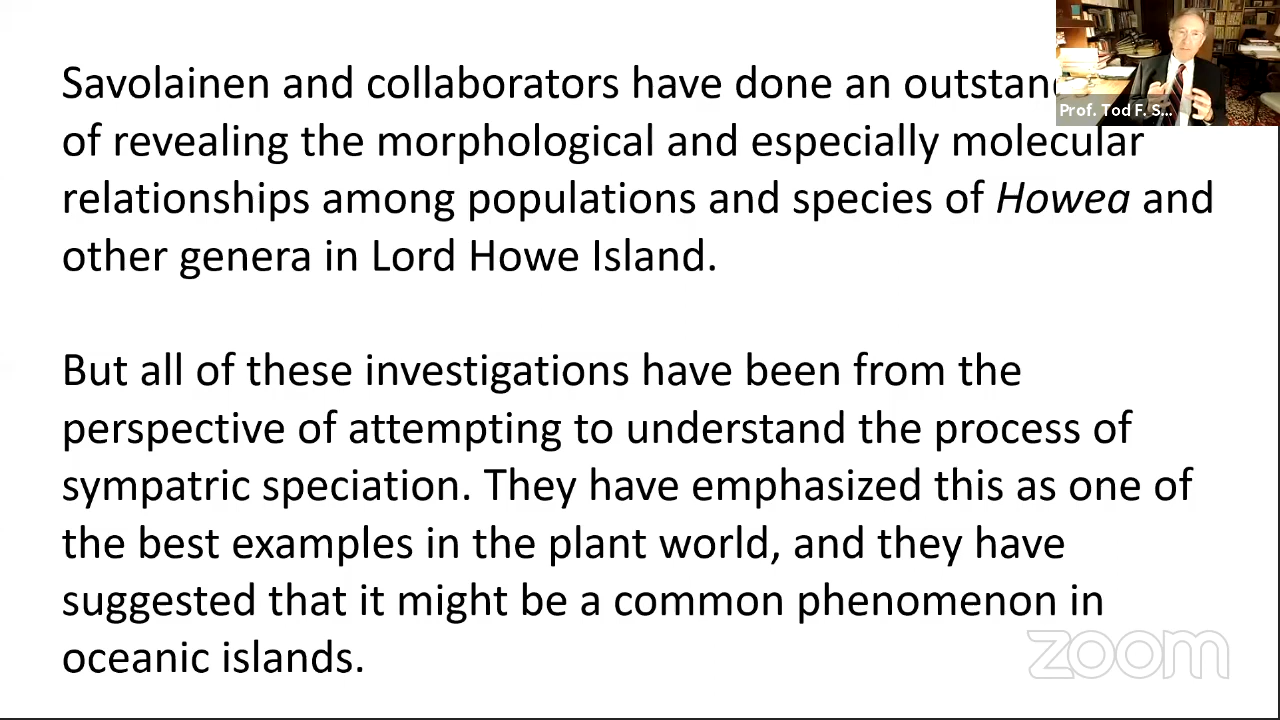 Savolainen and collaborators have done an
of revealing the morphological and especially molecular
relationships among populations and species of Howea and
other genera in Lord Howe Island.
But all of these investigations have been from the
perspective of attempting to understand the process of
sympatric speciation. They have emphasized this as one of
the best examples in the plant world, and they have
suggested that it might be a common phenomenon in
oceanic islands.
Prof. Tod F. S...
zoom